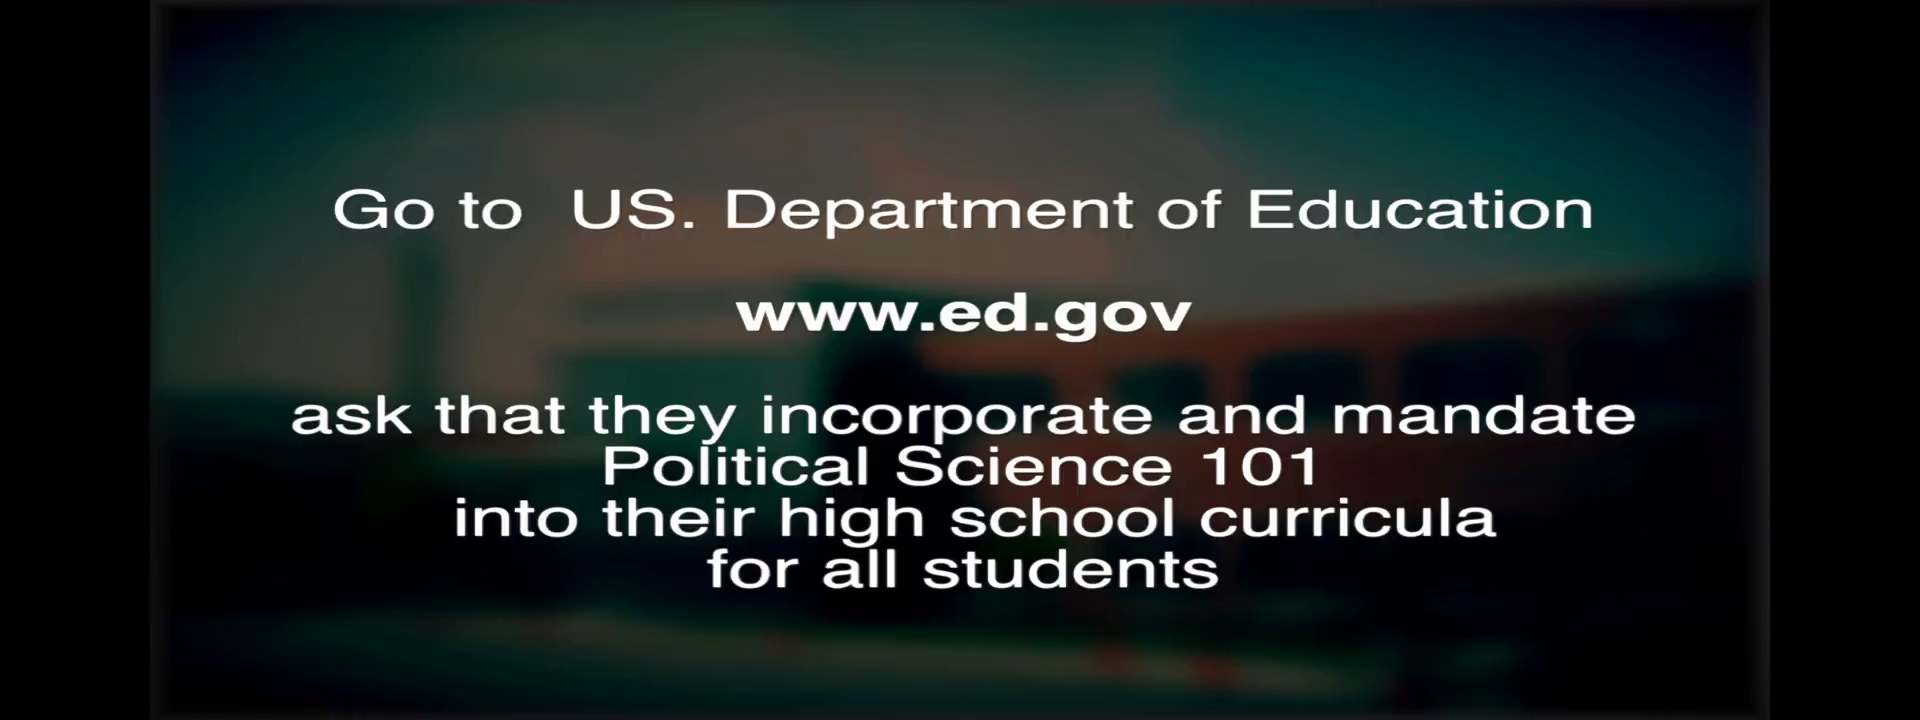 Go to  US. Department of Education
www.ed.gov
ask that they incorporate and mandate
Political Science 101
into their high school curricula
for all students